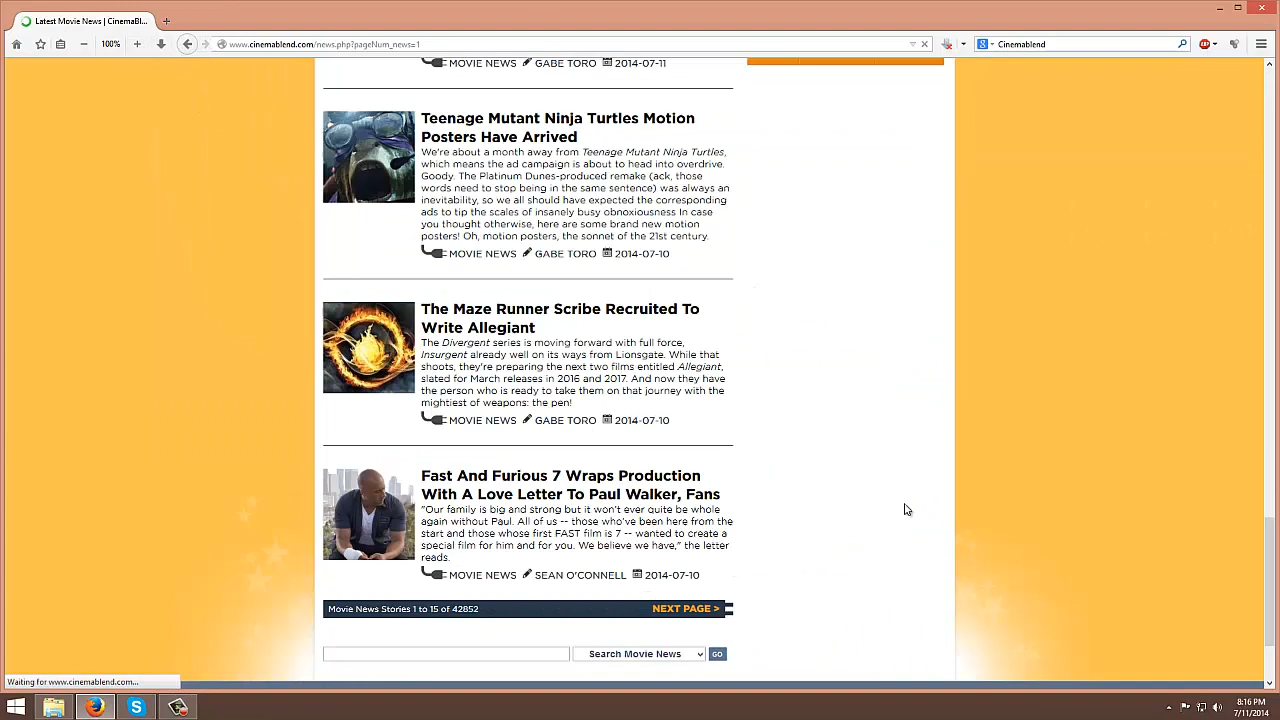 Latest Movie News | CinemaBl...
100%
www.cinemablend.com/news.php?pageNum_news=1
Cinemablend
MOVIE NEWS GABE TORO 2014-07-11
Teenage Mutant Ninja Turtles Motion
Posters Have Arrived
We're about a month away from Teenage Mutant Ninja Turtles,
which means the ad campaign is about to head into overdrive.
Goody. The Platinum Dunes-produced remake (ack, those
words need to stop being in the same sentence) was always an
inevitability, so we all should have expected the corresponding
ads to tip the scales of insanely busy obnoxiousness In case
you thought otherwise, here are some brand new motion
posters! Oh, motion posters, the sonnet of the 21st century.
MOVIE NEWS GABE TORO 2014-07-10
The Maze Runner Scribe Recruited To
Write Allegiant
The Divergent series is moving forward with full force,
Insurgent already well on its ways from Lionsgate. While that
shoots, they're preparing the next two films entitled Allegiant,
slated for March releases in 2016 and 2017. And now they have
the person who is ready to take them on that journey with the
mightiest of weapons: the pen!
MOVIE NEWS GABE TORO 2014-07-10
Fast And Furious 7 Wraps Production
With A Love Letter To Paul Walker, Fans
"Our family is big and strong but it won't ever quite be whole
again without Paul. All of us -- those who've been here from the
start and those whose first FAST film is 7 -- wanted to create a
special film for him and for you. We believe we have," the letter
reads.
MOVIE NEWS SEAN O'CONNELL 2014-07-10
Movie News Stories 1 to 15 of 42852 NEXT PAGE >
Search Movie News GO
Waiting for www.cinemablend.com...
8:16 PM
7/11/2014